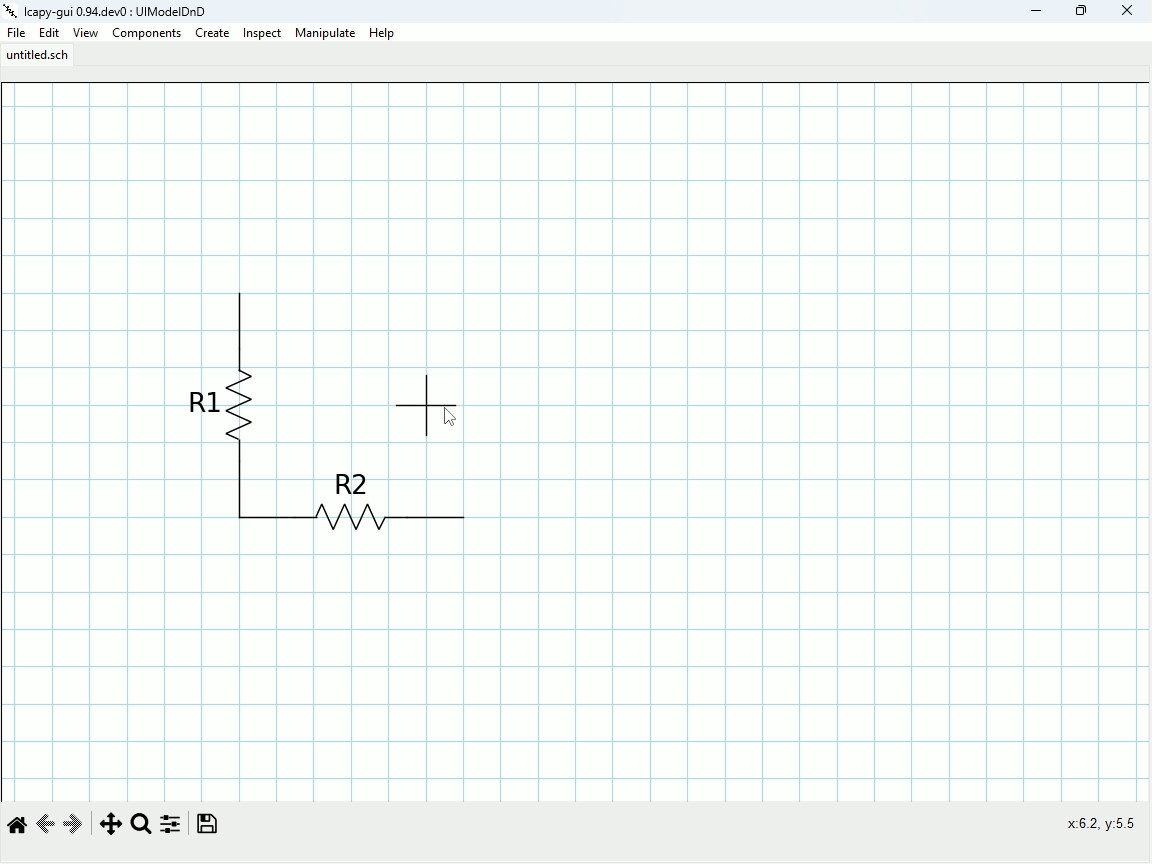 lcapy-gui 0.94.dev0 : UIModelDnD
File Edit View Components Create Inspect Manipulate Help
untitled.sch
R1
R2
x:6.2, y:5.5